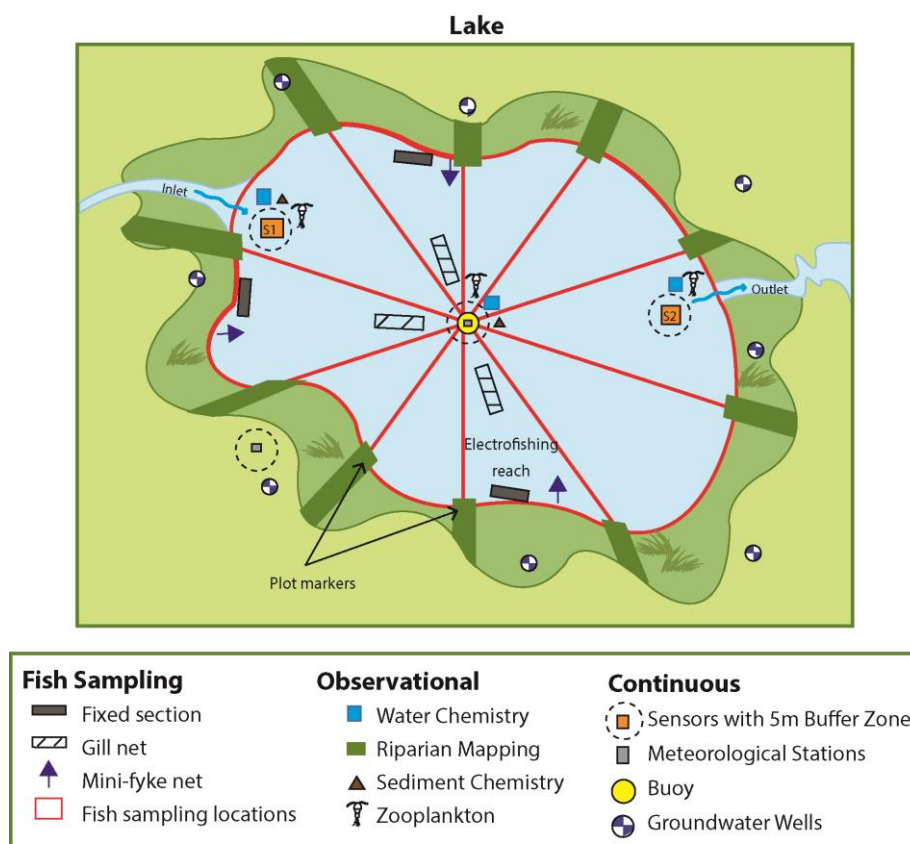 Lake
Inlet
S1
S2
Outlet
Electrofishing
reach
Plot markers
Fish Sampling
Fixed section
Gill net
Mini-fyke net
Fish sampling locations
Observational
Water Chemistry
Riparian Mapping
Sediment Chemistry
Zooplankton
Continuous
Sensors with 5m Buffer Zone
Meteorological Stations
Buoy
Groundwater Wells